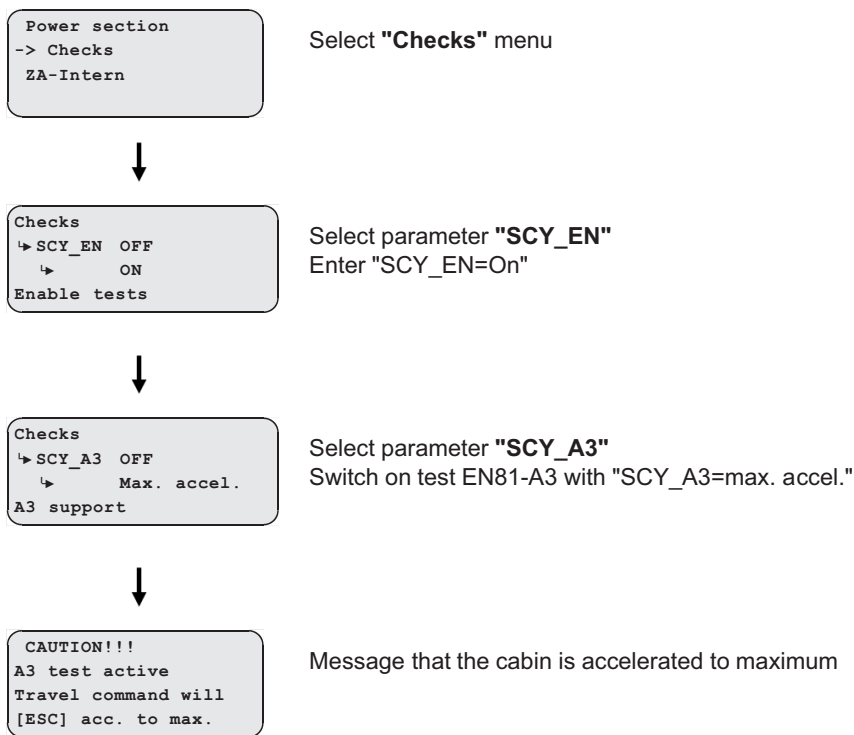 Power section
-> Checks
ZA-Intern
Select "Checks" menu
Checks
↳ SCY_EN OFF
↳ ON
Enable tests
Select parameter "SCY_EN"
Enter "SCY_EN=On"
Checks
↳ SCY_A3 OFF
↳ Max. accel.
A3 support
Select parameter "SCY_A3"
Switch on test EN81-A3 with "SCY_A3=max. accel."
CAUTION!!!
A3 test active
Travel command will
[ESC] acc. to max.
Message that the cabin is accelerated to maximum